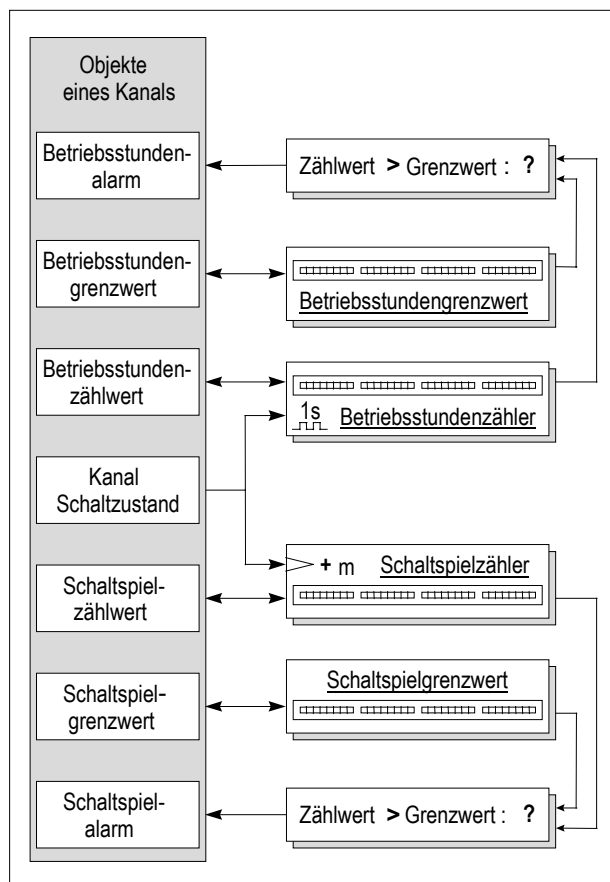 Objekte
eines Kanals
Betriebsstunden-
alarm
Zählwert > Grenzwert : ?
Betriebsstunden-
grenzwert
Betriebsstundengrenzwert
Betriebsstunden-
zählwert
1s Betriebsstundenzähler
Kanal
Schaltzustand
+ m Schaltspielzähler
Schaltspiel-
zählwert
Schaltspielgrenzwert
Schaltspiel-
grenzwert
Schaltspiel-
alarm
Zählwert > Grenzwert : ?